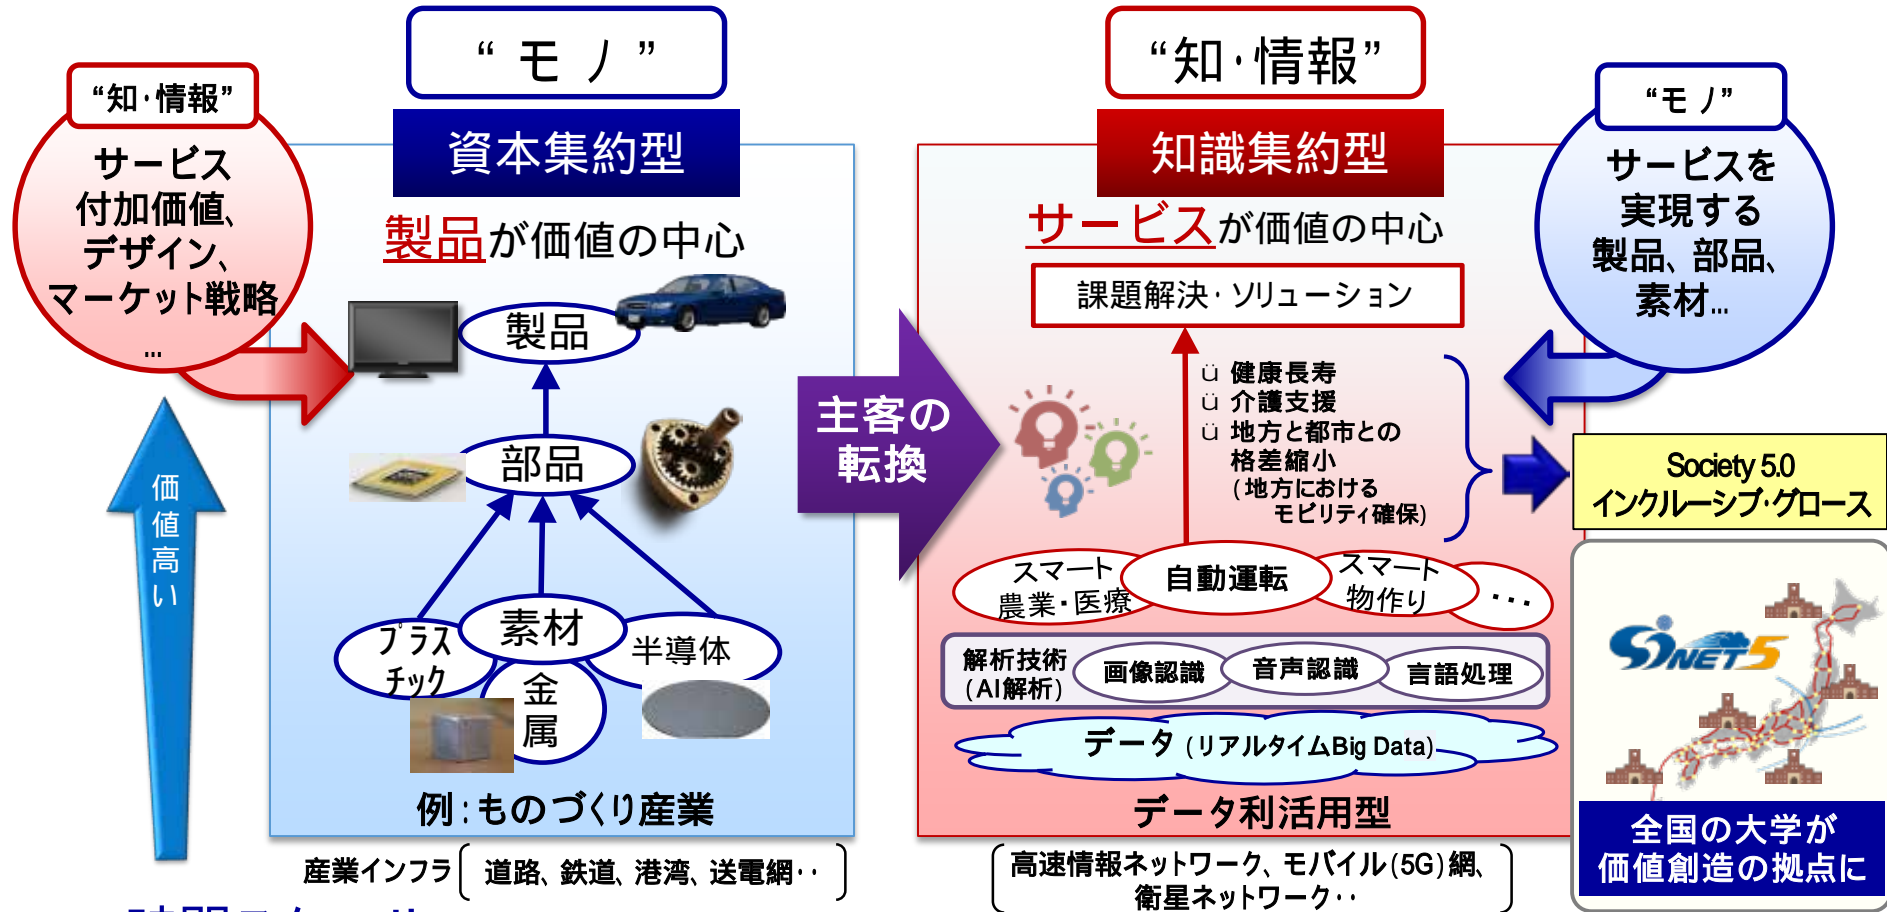 “モノ”
“知・情報”
“知・情報”
サービス
付加価値、
デザイン、
マーケット戦略
...
資本集約型
製品が価値の中心
製品
部品
素材
プラス
チック
金
属
半導体
例：ものづくり産業
産業インフラ
道路、鉄道、港湾、送電網‥
価値高い
主客の
転換
知識集約型
サービスが価値の中心
課題解決・ソリューション
ü 健康長寿
ü 介護支援
ü 地方と都市との
格差縮小
(地方における
モビリティ確保)
スマート
農業・医療
自動運転
スマート
物作り
・・・
解析技術
(AI解析)
画像認識
音声認識
言語処理
データ (リアルタイムBig Data)
データ利活用型
高速情報ネットワーク、モバイル(5G)網、
衛星ネットワーク‥
“モノ”
サービスを
実現する
製品、部品、
素材...
Society 5.0
インクルーシブ・グロース
SINET5
全国の大学が
価値創造の拠点に